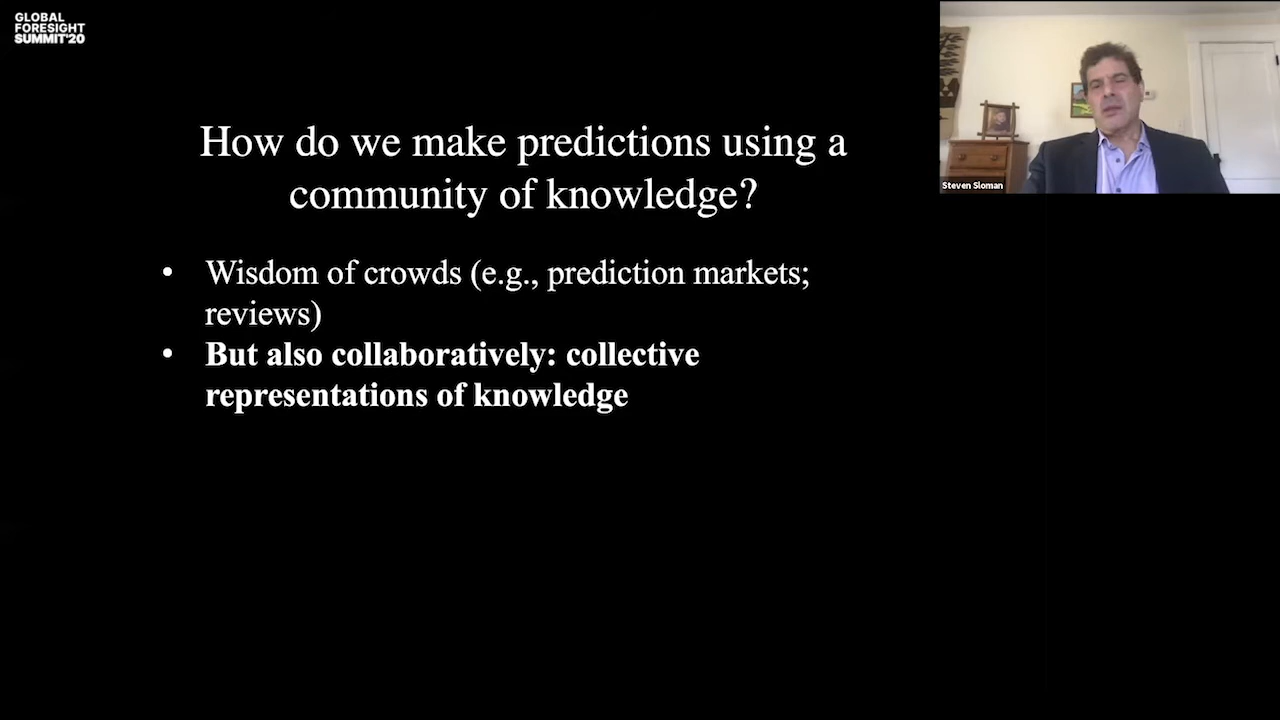 GLOBAL
FORESIGHT
SUMMIT'20
How do we make predictions using a
community of knowledge?
• Wisdom of crowds (e.g., prediction markets;
reviews)
• But also collaboratively: collective
representations of knowledge
Steven Sloman